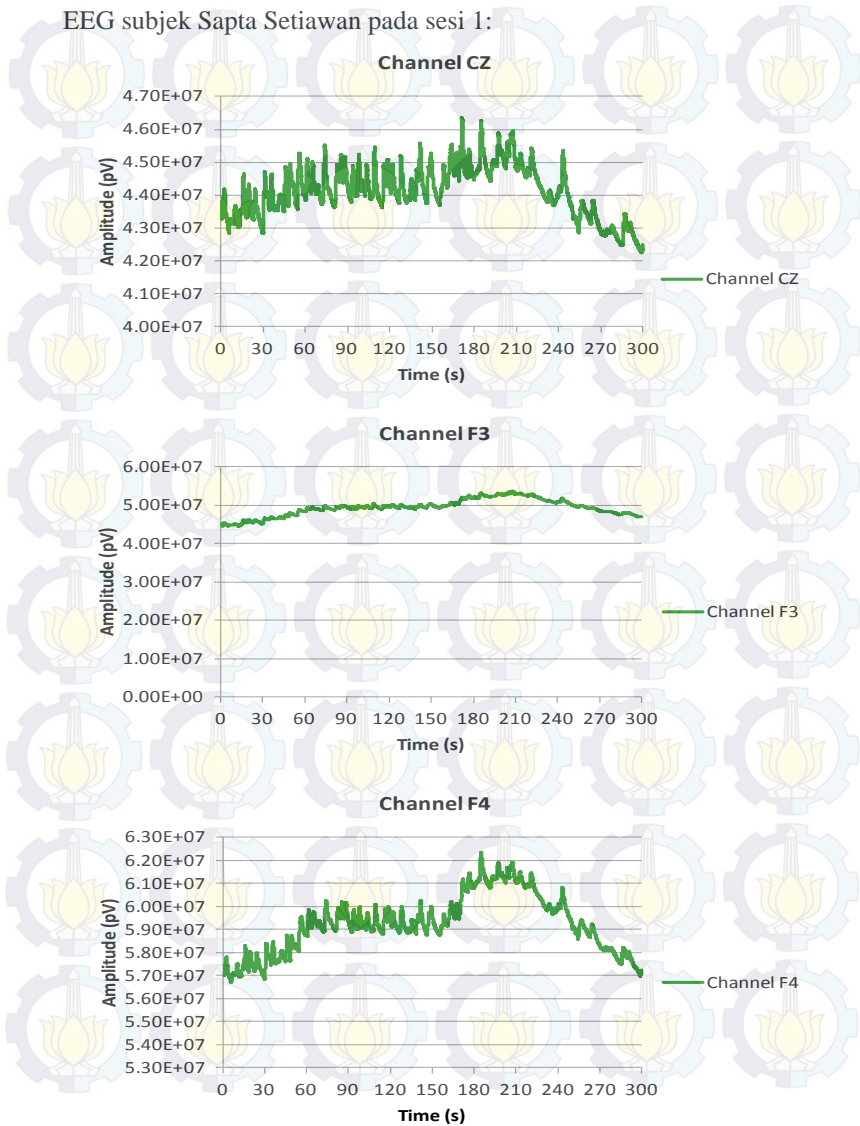 EEG subjek Sapta Setiawan pada sesi 1:
Channel CZ
4.70E+07
4.60E+07
4.50E+07
4.40E+07
4.30E+07
4.20E+07
4.10E+07
4.00E+07
Amplitude (pV)
0 30 60 90 120 150 180 210 240 270 300
Time (s)
Channel CZ
Channel F3
6.00E+07
5.00E+07
4.00E+07
3.00E+07
2.00E+07
1.00E+07
0.00E+00
Amplitude (pV)
0 30 60 90 120 150 180 210 240 270 300
Time (s)
Channel F3
Channel F4
6.30E+07
6.20E+07
6.10E+07
6.00E+07
5.90E+07
5.80E+07
5.70E+07
5.60E+07
5.50E+07
5.40E+07
5.30E+07
Amplitude (pV)
0 30 60 90 120 150 180 210 240 270 300
Time (s)
Channel F4